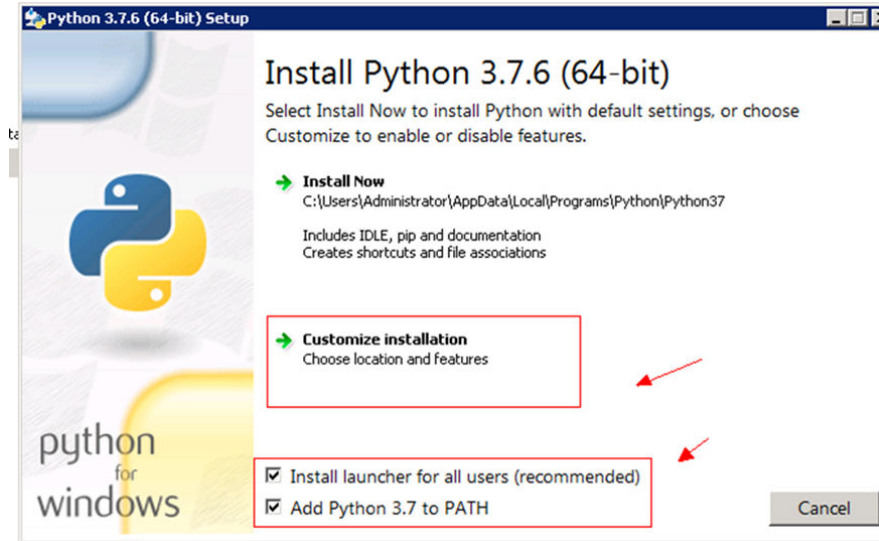 Python 3.7.6 (64-bit) Setup
Install Python 3.7.6 (64-bit)
Select Install Now to install Python with default settings, or choose
Customize to enable or disable features.
Install Now
C:\Users\Administrator\AppData\Local\Programs\Python\Python37
Includes IDLE, pip and documentation
Creates shortcuts and file associations
Customize installation
Choose location and features
python
for
windows
Install launcher for all users (recommended)
Add Python 3.7 to PATH
Cancel